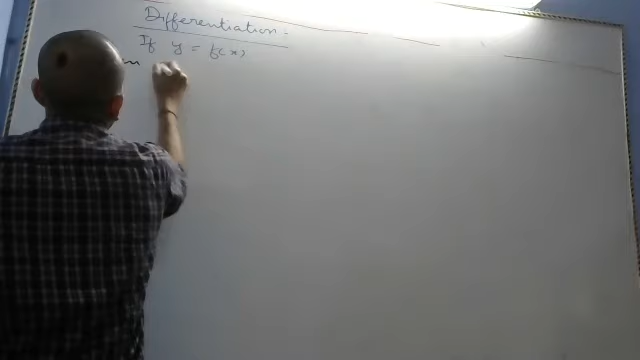 Differentiation:-
If y = f(x)